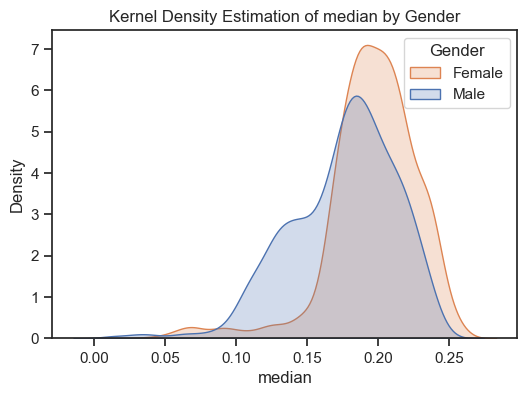 Kernel Density Estimation of median by Gender
Gender
Female
Male
7
6
5
4
3
2
1
0
Density
0.00 0.05 0.10 0.15 0.20 0.25
median